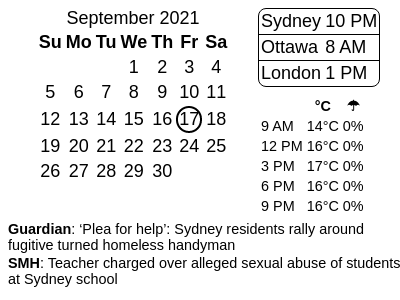 September 2021
Su Mo Tu We Th Fr Sa
1 2 3 4
5 6 7 8 9 10 11
12 13 14 15 16 17 18
19 20 21 22 23 24 25
26 27 28 29 30
Sydney 10 PM
Ottawa 8 AM
London 1 PM
°C ☂
9 AM 14°C 0%
12 PM 16°C 0%
3 PM 17°C 0%
6 PM 16°C 0%
9 PM 16°C 0%
Guardian: ‘Plea for help’: Sydney residents rally around
fugitive turned homeless handyman
SMH: Teacher charged over alleged sexual abuse of students
at Sydney school